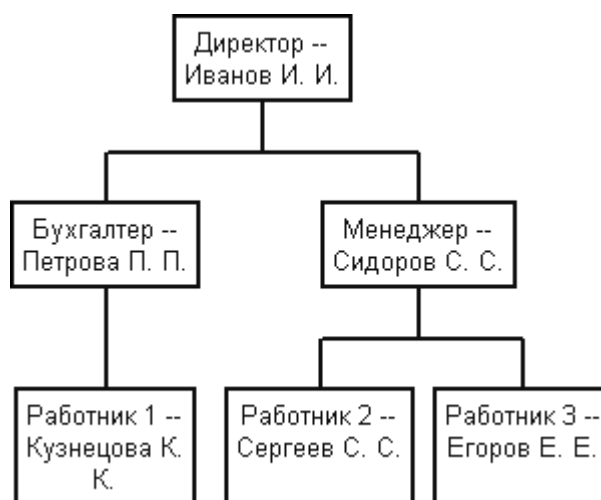 Директор --
Иванов И. И.
Бухгалтер --
Петрова П. П.
Менеджер --
Сидоров С. С.
Работник 1 --
Кузнецова К.
К.
Работник 2 --
Сергеев С. С.
Работник 3 --
Егоров Е. Е.